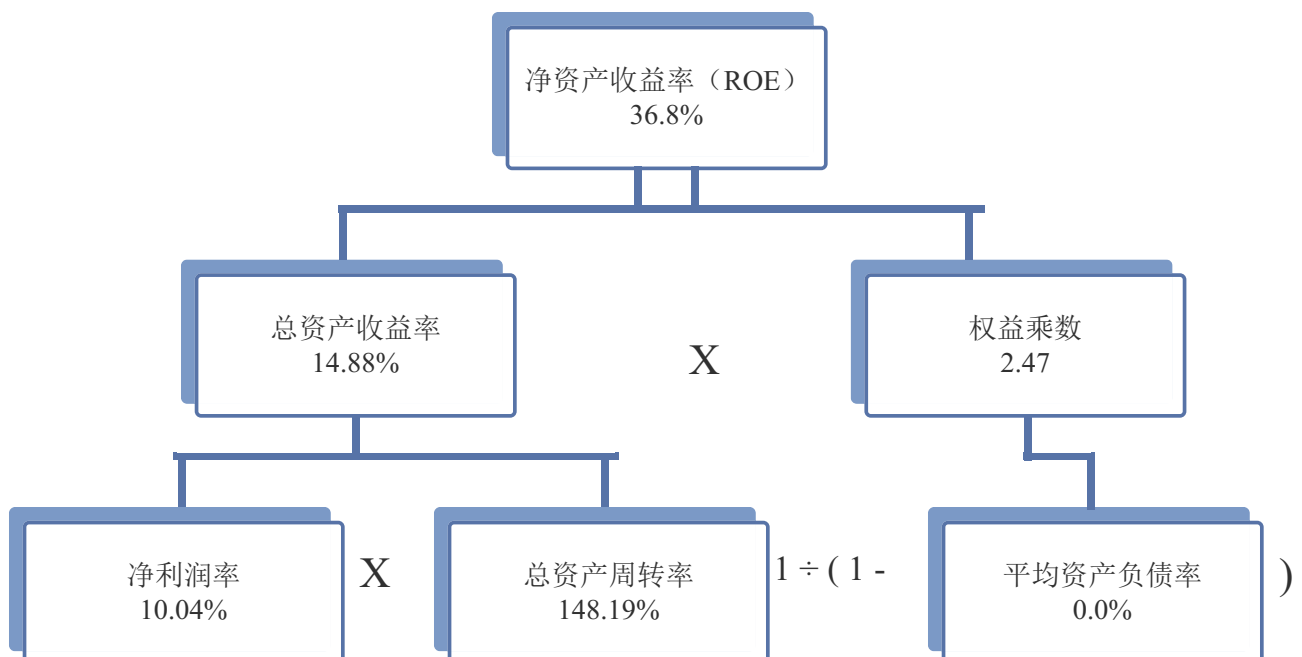 净资产收益率（ROE）
36.8%
总资产收益率
14.88%
X
权益乘数
2.47
净利润率
10.04%
X
总资产周转率
148.19%
1 ÷ ( 1 -
平均资产负债率
0.0%
)